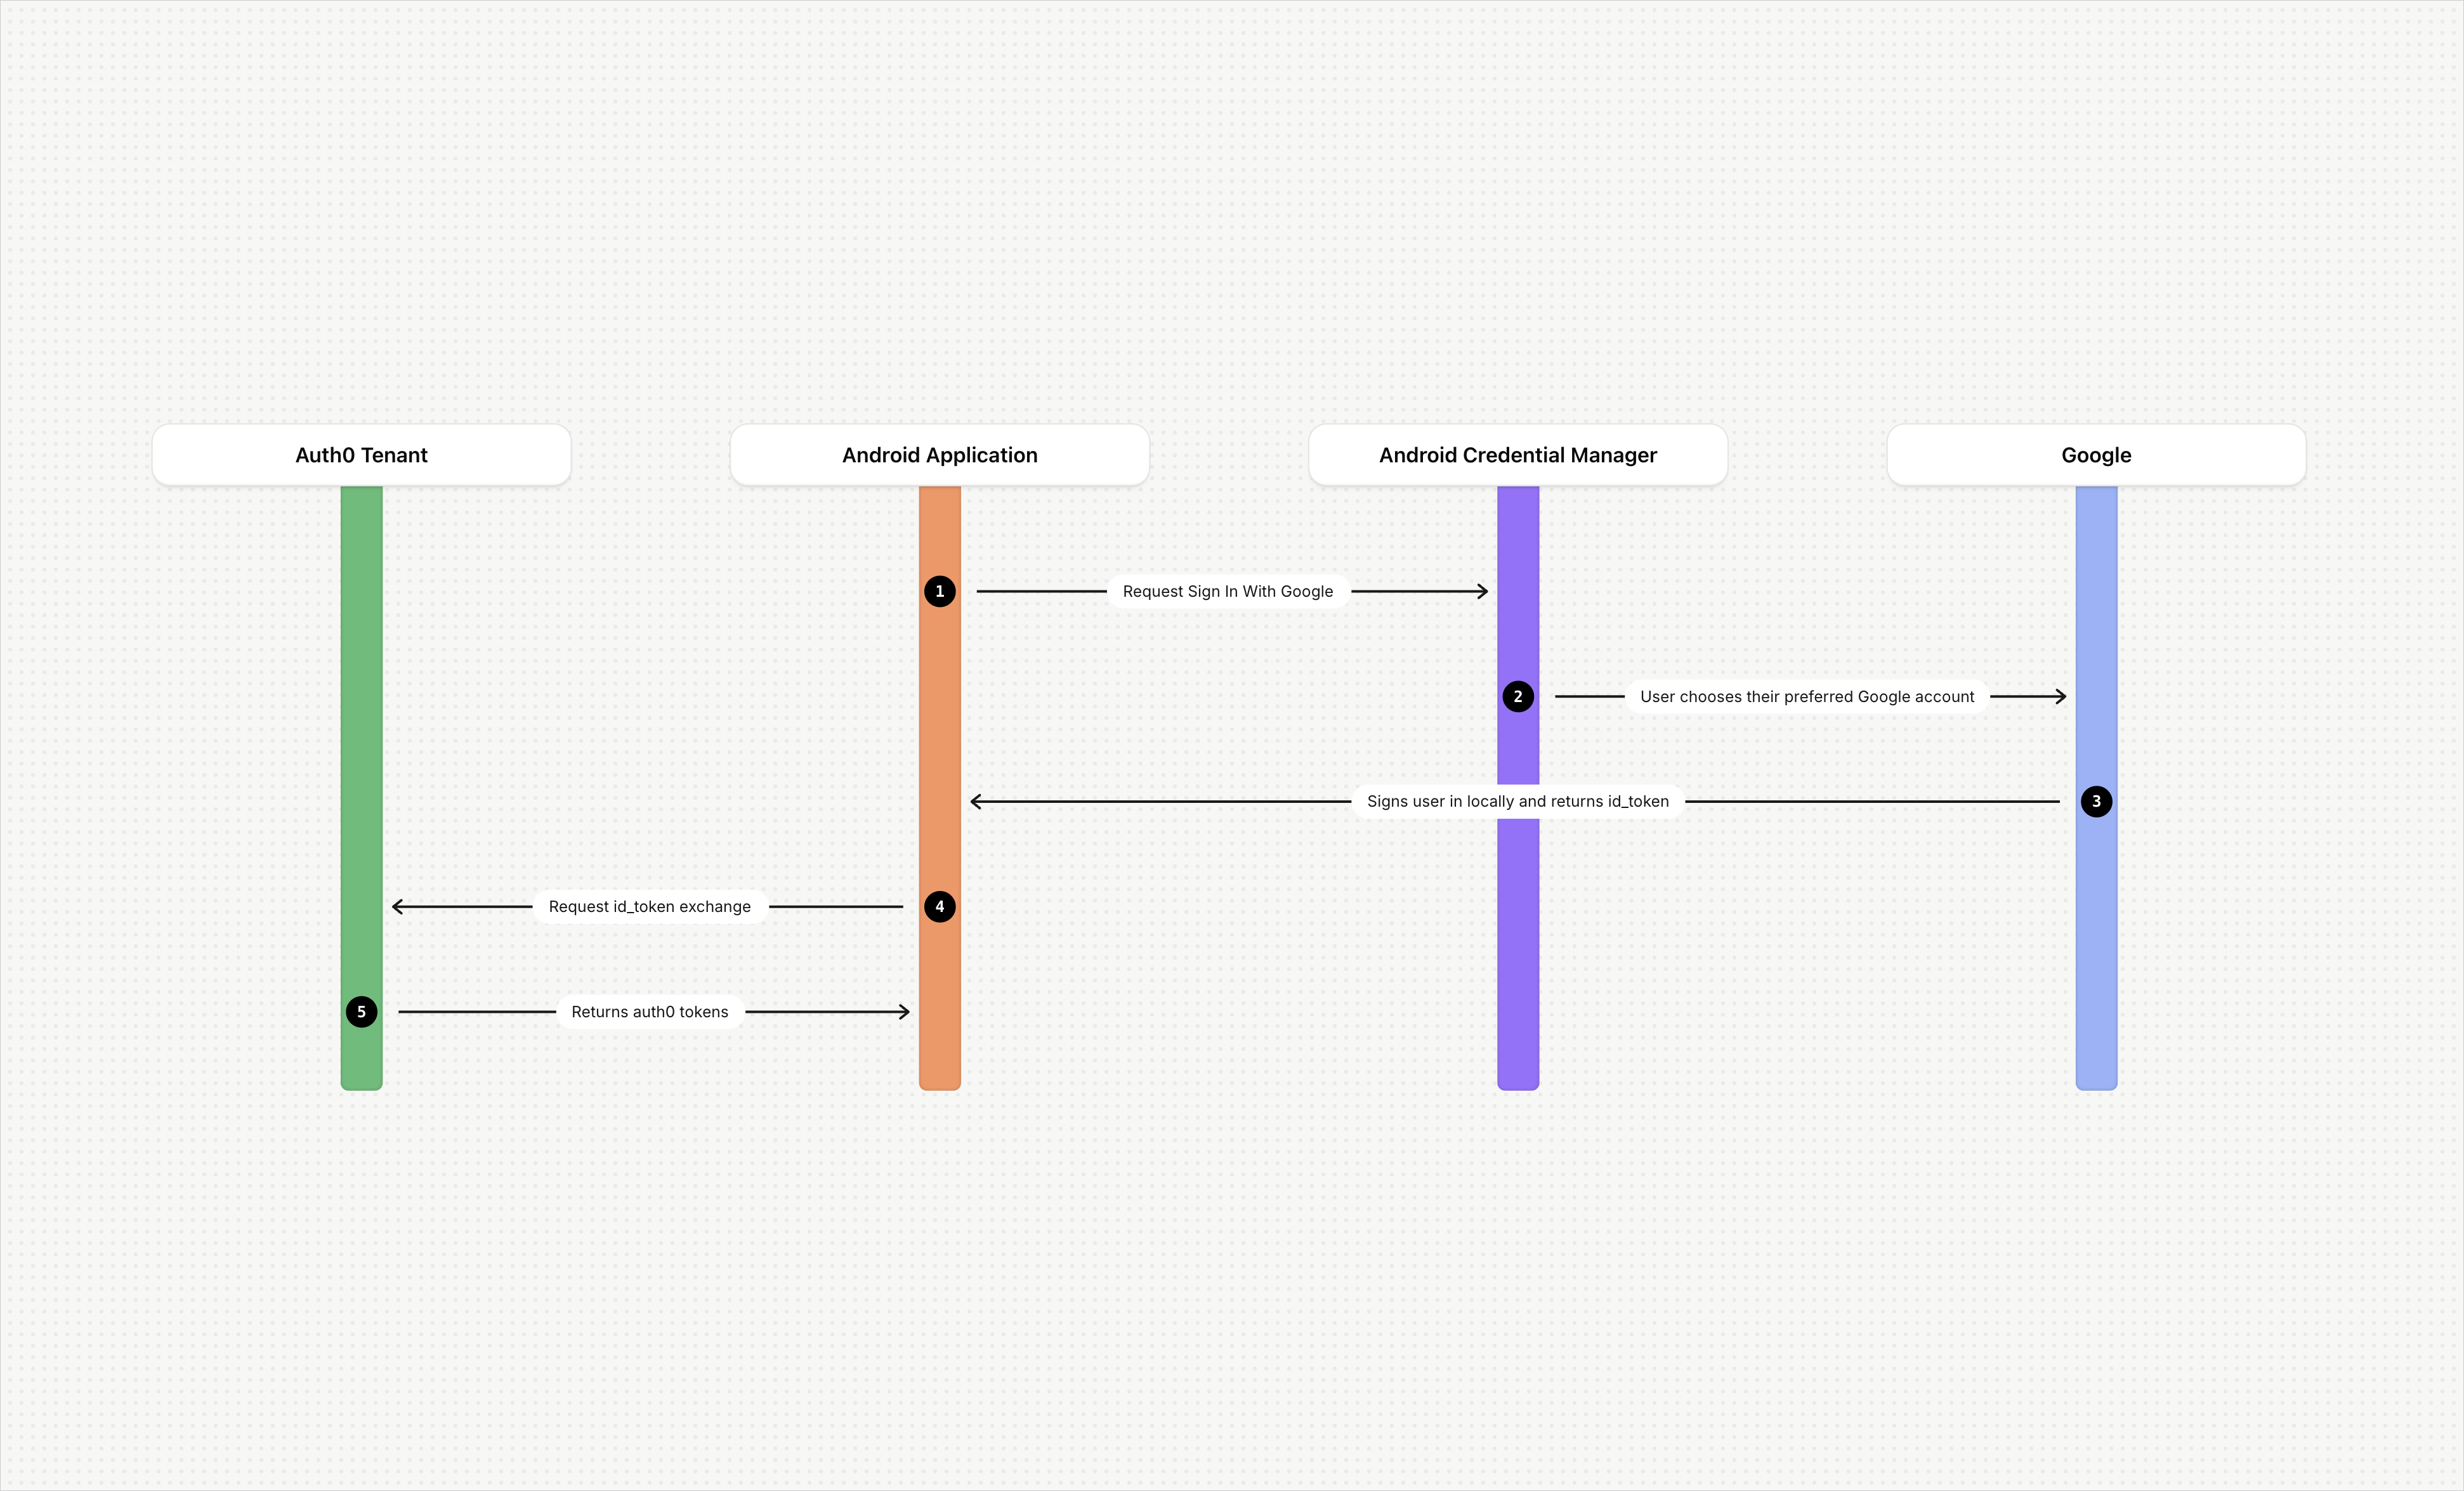 Auth0 Tenant
Android Application
Android Credential Manager
Google
1
Request Sign In With Google
2
User chooses their preferred Google account
Signs user in locally and returns id_token
3
Request id_token exchange
4
5
Returns auth0 tokens